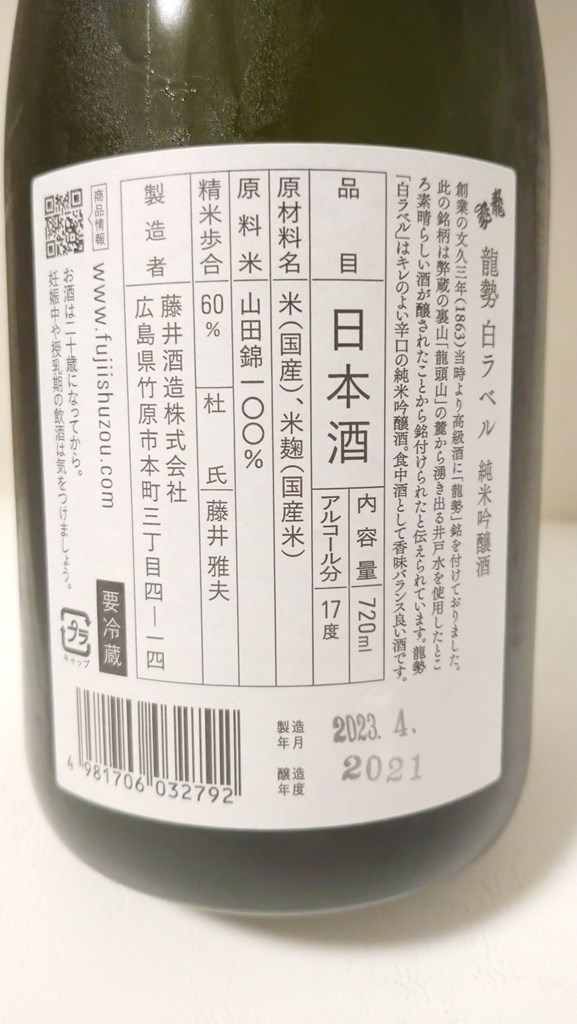 龍勢
龍勢 白ラベル 純米吟醸酒
創業の文久三年(1863)当時より高級酒に「龍勢」銘を付けておりました。
此の銘柄は弊蔵の裏山「龍頭山」の麓から湧き出る井戸水を使用したとこ
ろ素晴らしい酒が醸されたことから銘付けられたと伝えられています。龍勢
「白ラベル」はキレのよい辛口の純米吟醸酒。食中酒として香味バランス良い酒です。
品目 日本酒
内容量 720ml
アルコール分 17度
原材料名 米(国産)、米麹(国産米)
原料米 山田錦一〇〇%
精米歩合 60% 杜氏 藤井 雅夫
製造者 藤井酒造株式会社
広島県竹原市本町三丁目四―一四
商品情報
www.fujiishuzou.com
要冷蔵
お酒は二十歳になってから。
妊娠中や授乳期の飲酒は気をつけましょう。
プラ
キャップ
4 981706 032792
製造年月 2023. 4.
醸造年度 2021